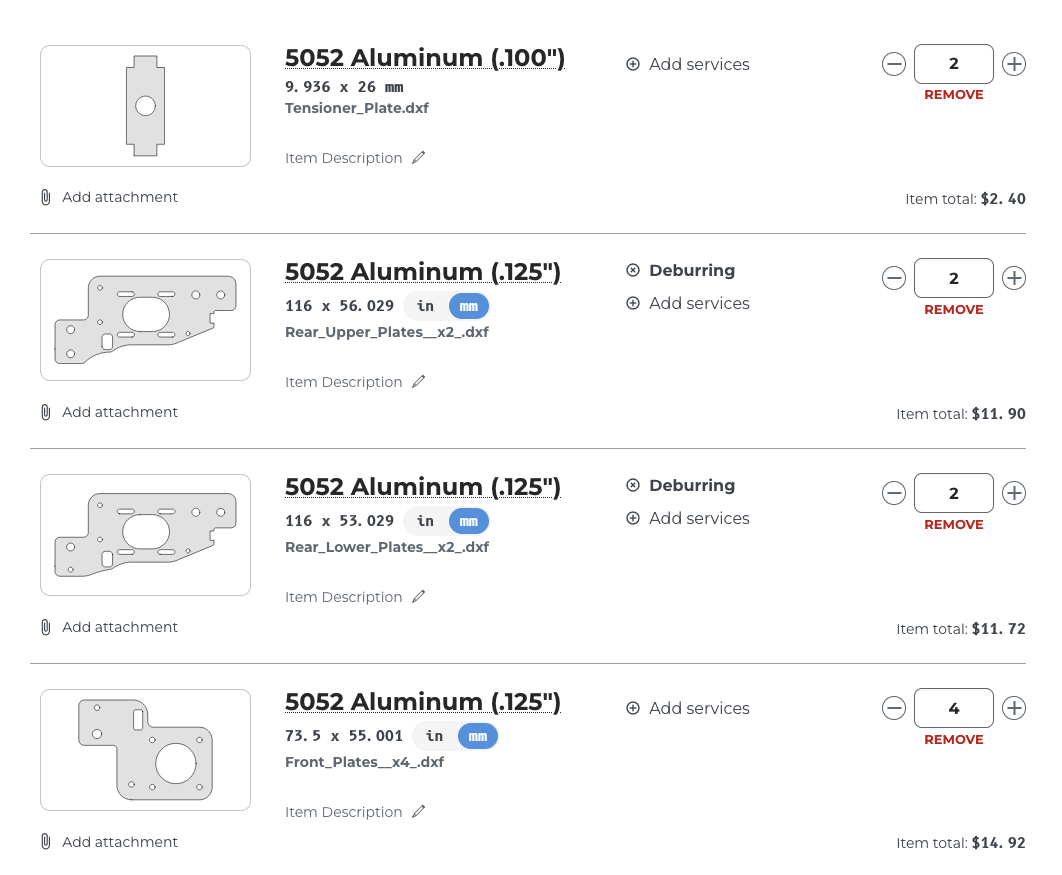 5052 Aluminum (.100") Add services 2
9.936 x 26 mm REMOVE
Tensioner_Plate.dxf
Item Description
Add attachment Item total: $2.40
5052 Aluminum (.125") Deburring 2
116 x 56.029 in mm Add services REMOVE
Rear_Upper_Plates__x2_.dxf
Item Description
Add attachment Item total: $11.90
5052 Aluminum (.125") Deburring 2
116 x 53.029 in mm Add services REMOVE
Rear_Lower_Plates__x2_.dxf
Item Description
Add attachment Item total: $11.72
5052 Aluminum (.125") Add services 4
73.5 x 55.001 in mm REMOVE
Front_Plates__x4_.dxf
Item Description
Add attachment Item total: $14.92